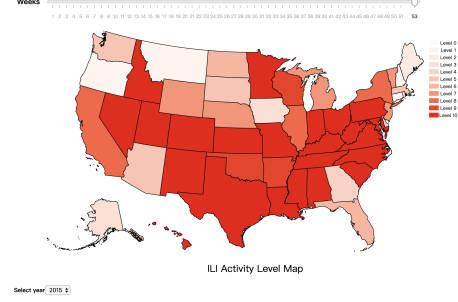 Weeks
1 2 3 4 5 6 7 8 9 10 11 12 13 14 15 16 17 18 19 20 21 22 23 24 25 26 27 28 29 30 31 32 33 34 35 36 37 38 39 40 41 42 43 44 45 46 47 48 49 50 51 53
Level 0
Level 1
Level 2
Level 3
Level 4
Level 5
Level 6
Level 7
Level 8
Level 9
Level 10
ILI Activity Level Map
Select year 2015